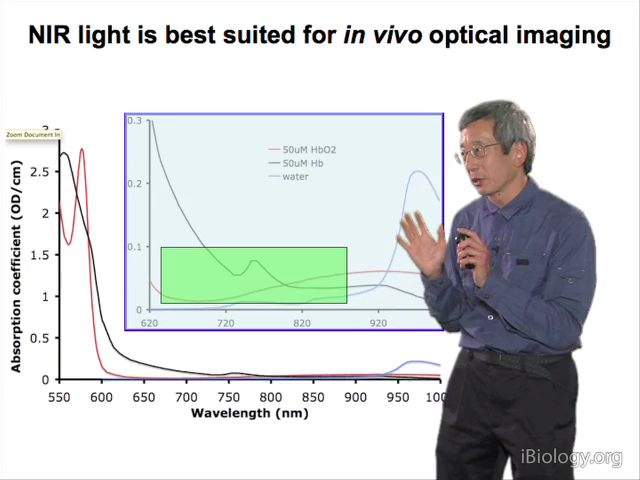 NIR light is best suited for in vivo optical imaging
Zoom Document In
Absorption coefficient (OD/cm)
2.5
2
1.5
1
0.5
0
550
600
650
700
750
800
850
900
950
Wavelength (nm)
0.3
0.2
0.1
0
620
720
820
920
50uM HbO2
50uM Hb
water
iBiology.org